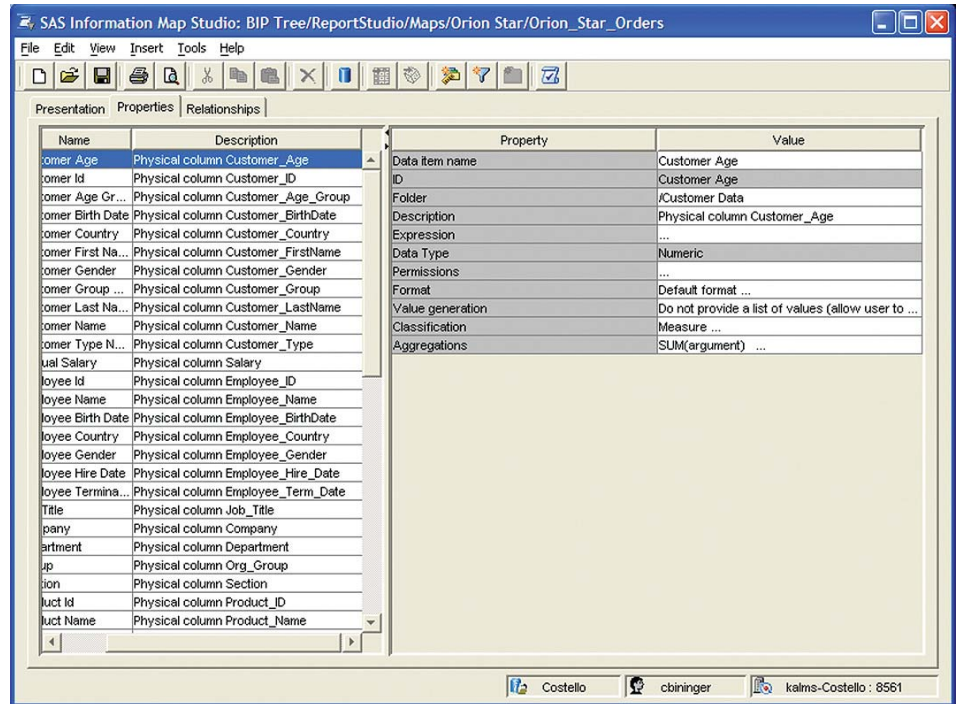 SAS Information Map Studio: BIP Tree/ReportStudio/Maps/Orion Star/Orion_Star_Orders
File Edit View Insert Tools Help
Presentation Properties Relationships
Name Description Property Value
tomer Age Physical column Customer_Age Data item name Customer Age
tomer Id Physical column Customer_ID ID Customer Age
tomer Age Gr... Physical column Customer_Age_Group Folder /Customer Data
tomer Birth Date Physical column Customer_BirthDate Description Physical column Customer_Age
tomer Country Physical column Customer_Country Expression ...
tomer First Na... Physical column Customer_FirstName Data Type Numeric
tomer Gender Physical column Customer_Gender Permissions ...
tomer Group ... Physical column Customer_Group Format Default format ...
tomer Last Na... Physical column Customer_LastName Value generation Do not provide a list of values (allow user to ...
tomer Name Physical column Customer_Name Classification Measure ...
tomer Type N... Physical column Customer_Type Aggregations SUM(argument) ...
ual Salary Physical column Salary
loyee Id Physical column Employee_ID
loyee Name Physical column Employee_Name
loyee Birth Date Physical column Employee_BirthDate
loyee Country Physical column Employee_Country
loyee Gender Physical column Employee_Gender
loyee Hire Date Physical column Employee_Hire_Date
loyee Termina... Physical column Employee_Term_Date
Title Physical column Job_Title
pany Physical column Company
artment Physical column Department
up Physical column Org_Group
tion Physical column Section
luct Id Physical column Product_ID
luct Name Physical column Product_Name
Costello cbininger kalms-Costello : 8561